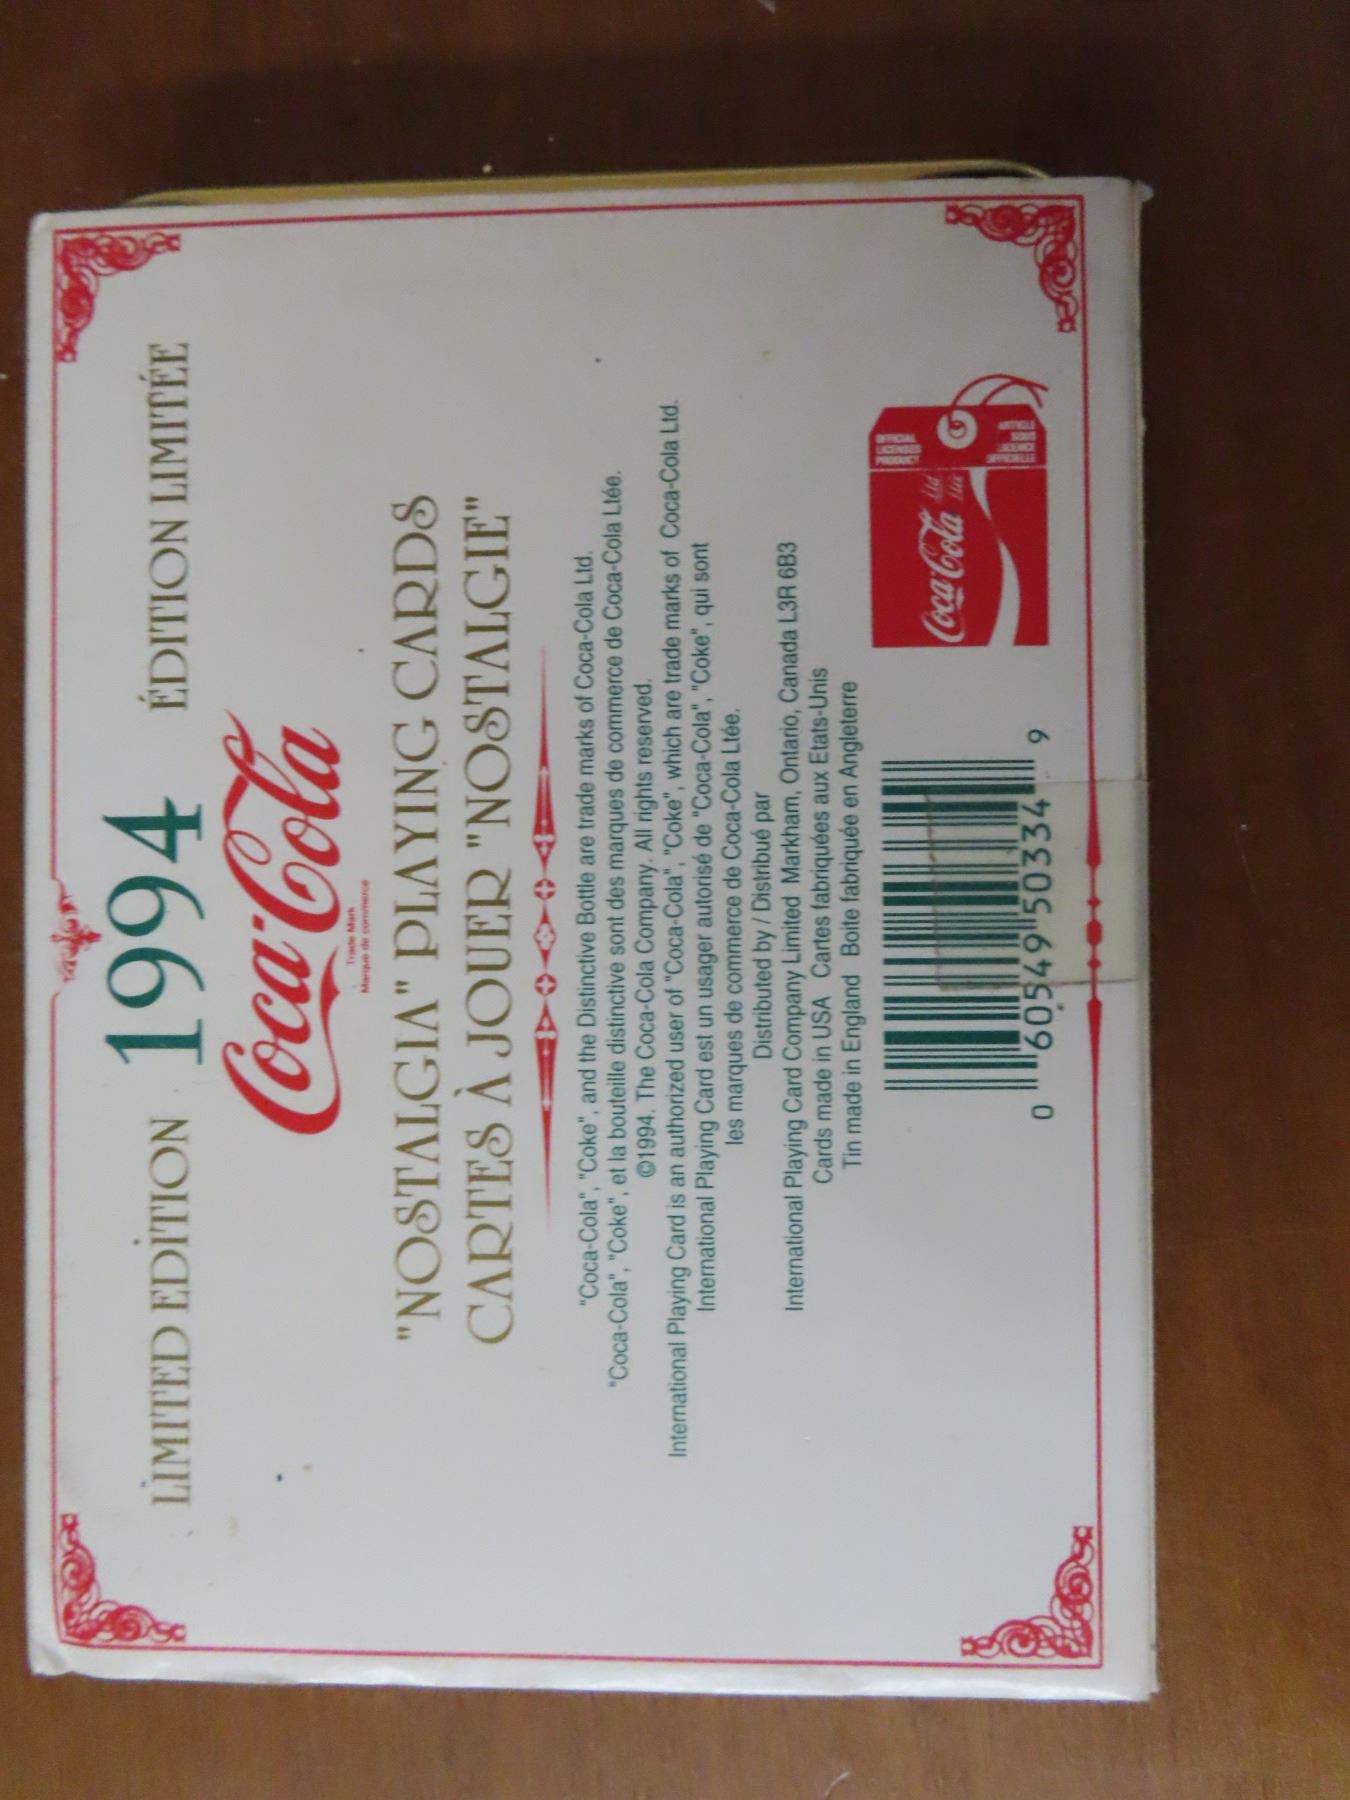 LIMITED EDITION 1994 ÉDITION LIMITÉE
Coca-Cola
Trade Mark
Marque de commerce
"NOSTALGIA" PLAYING CARDS
CARTES À JOUER "NOSTALGIE"
"Coca-Cola", "Coke", and the Distinctive Bottle are trade marks of Coca-Cola Ltd.
"Coca-Cola", "Coke", et la bouteille distinctive sont des marques de commerce de Coca-Cola Ltée.
©1994. The Coca-Cola Company. All rights reserved.
International Playing Card is an authorized user of "Coca-Cola", "Coke", which are trade marks of Coca-Cola Ltd.
International Playing Card est un usager autorisé de "Coca-Cola", "Coke", qui sont
les marques de commerce de Coca-Cola Ltée.
Distributed by / Distribué par
International Playing Card Company Limited Markham, Ontario, Canada L3R 6B3
Cards made in USA Cartes fabriquées aux Etats-Unis
Tin made in England Boite fabriquée en Angleterre
0 60549 50334 9
Coca-Cola Ltd
Ltée
OFFICIAL
LICENSED
PRODUCT
ARTICLE
SOUS
LICENCE
OFFICIELLE